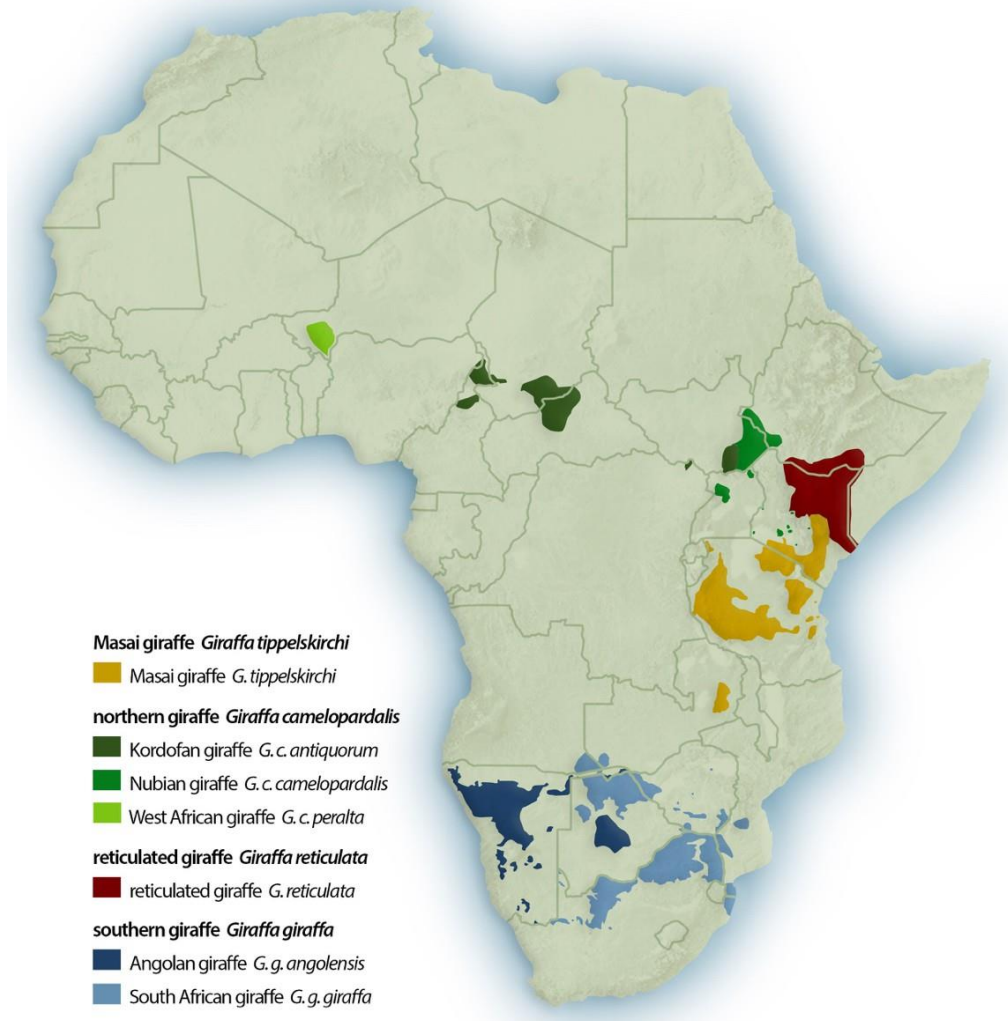 Masai giraffe Giraffa tippelskirchi
Masai giraffe G. tippelskirchi
northern giraffe Giraffa camelopardalis
Kordofan giraffe G. c. antiquorum
Nubian giraffe G. c. camelopardalis
West African giraffe G. c. peralta
reticulated giraffe Giraffa reticulata
reticulated giraffe G. reticulata
southern giraffe Giraffa giraffa
Angolan giraffe G. g. angolensis
South African giraffe G. g. giraffa